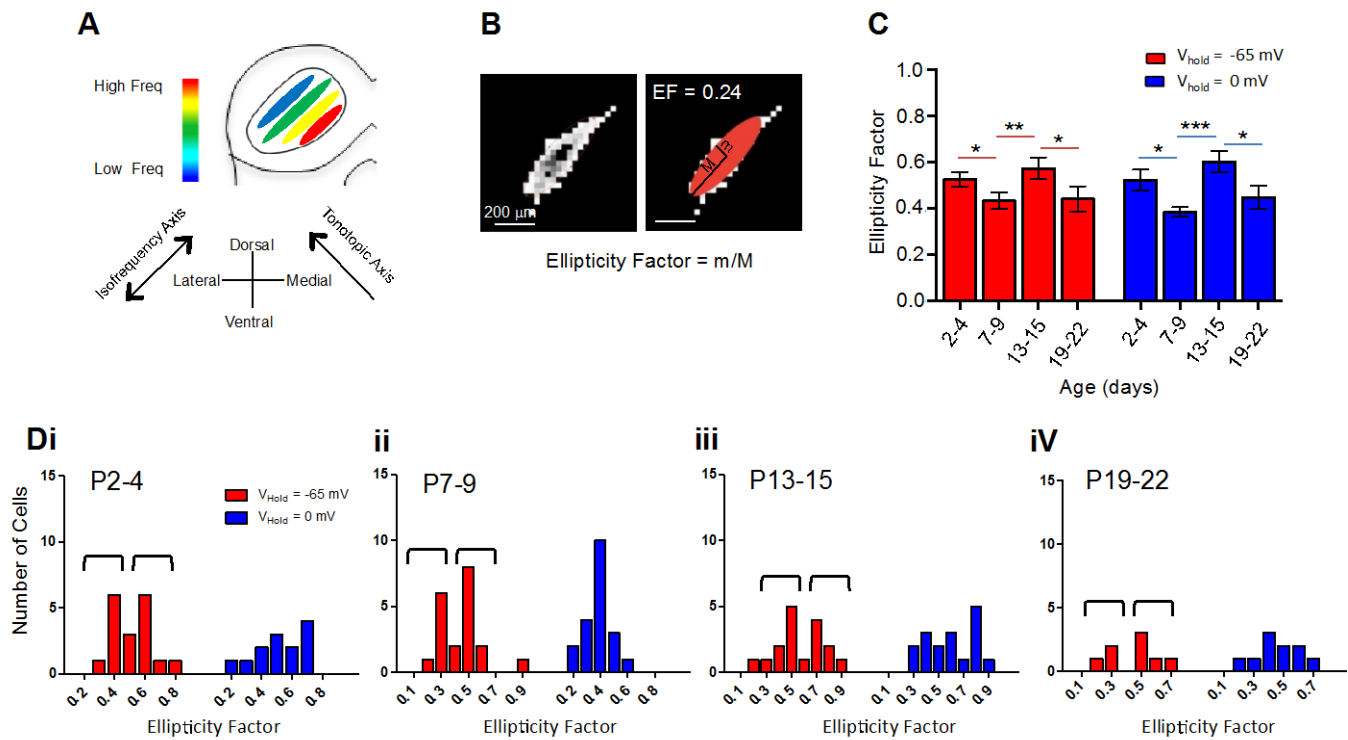 A
High Freq
Low Freq
Isofrequency Axis
Tonotopic Axis
Dorsal
Lateral
Medial
Ventral
B
EF = 0.24
M
m
200 µm
Ellipticity Factor = m/M
C
Vhold = -65 mV
Vhold = 0 mV
Ellipticity Factor
1.0
0.8
0.6
0.4
0.2
0.0
* ** * * *** *
2-4 7-9 13-15 19-22 2-4 7-9 13-15 19-22
Age (days)
Di
P2-4
VHold = -65 mV
VHold = 0 mV
Number of Cells
15
10
5
0
0.2 0.4 0.6 0.8 0.2 0.4 0.6 0.8
Ellipticity Factor
ii
P7-9
15
10
5
0
0.1 0.3 0.5 0.7 0.9 0.2 0.4 0.6 0.8
Ellipticity Factor
iii
P13-15
15
10
5
0
0.1 0.3 0.5 0.7 0.9 0.1 0.3 0.5 0.7 0.9
Ellipticity Factor
iV
P19-22
15
10
5
0
0.1 0.3 0.5 0.7 0.1 0.3 0.5 0.7
Ellipticity Factor